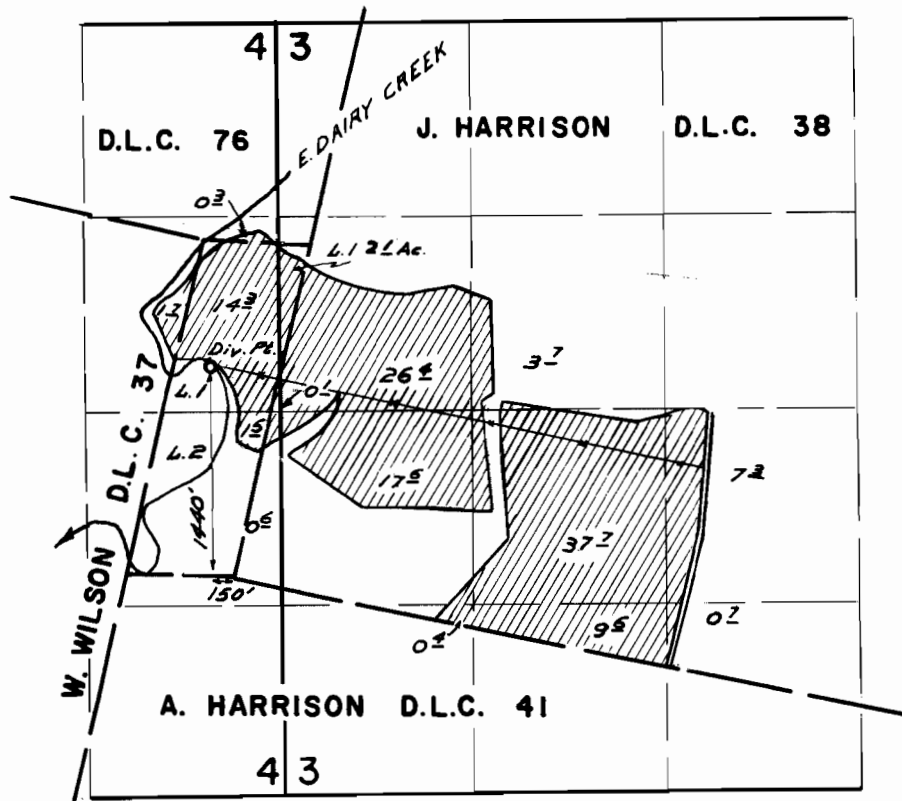 4 3
E. DAIRY CREEK
D.L.C. 76
J. HARRISON D.L.C. 38
0 3
L.1 2 1 Ac.
1 7
14 3
Div. Pt.
3 7
26 4
0 1
L.1
D.L.C. 37
1 5
L.2
17 6
7 3
1440'
0 6
37 7
150'
9 6
0 7
0 4
W. WILSON
A. HARRISON D.L.C. 41
4 3